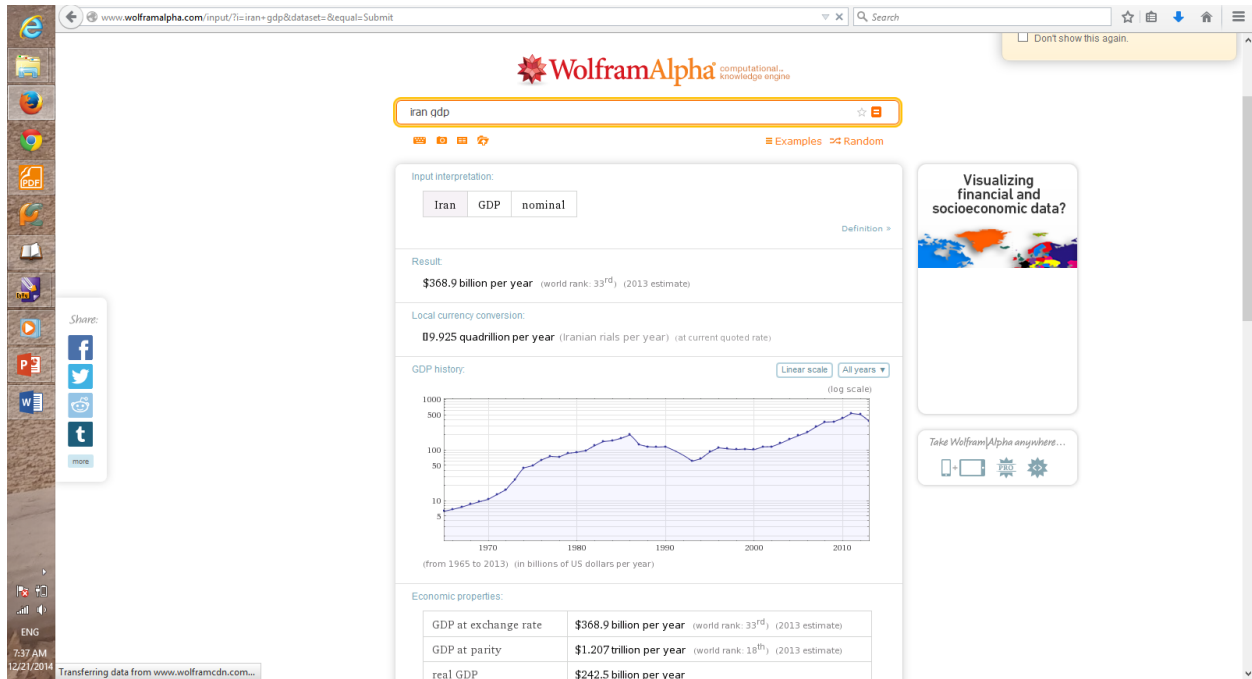 www.wolframalpha.com/input/?i=iran+gdp&dataset=&equal=Submit
Search
Don't show this again.
WolframAlpha computational... knowledge engine
iran gdp
Examples Random
Input interpretation:
Iran GDP nominal
Definition »
Result:
$368.9 billion per year (world rank: 33rd) (2013 estimate)
Local currency conversion:
9.925 quadrillion per year (Iranian rials per year) (at current quoted rate)
GDP history:
Linear scale All years ▼
(log scale)
1000
500
100
50
10
5
1970 1980 1990 2000 2010
(from 1965 to 2013) (in billions of US dollars per year)
Economic properties:
GDP at exchange rate $368.9 billion per year (world rank: 33rd) (2013 estimate)
GDP at parity $1.207 trillion per year (world rank: 18th) (2013 estimate)
real GDP $242.5 billion per year
Visualizing
financial and
socioeconomic data?
Take Wolfram|Alpha anywhere...
PRO
Share:
f
t
more
PDF
P
W
ENG
7:37 AM
12/21/2014
Transferring data from www.wolframcdn.com...